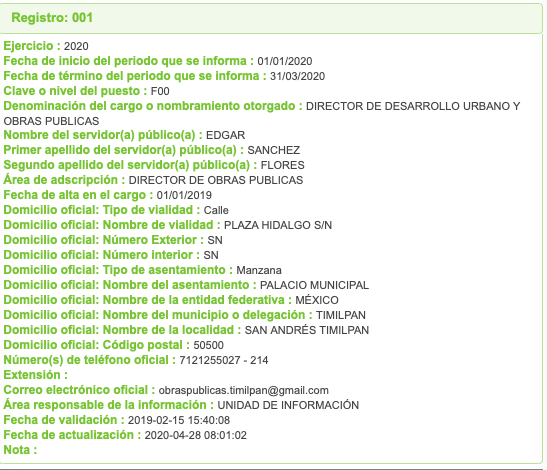 Registro: 001
Ejercicio : 2020
Fecha de inicio del periodo que se informa : 01/01/2020
Fecha de término del periodo que se informa : 31/03/2020
Clave o nivel del puesto : F00
Denominación del cargo o nombramiento otorgado : DIRECTOR DE DESARROLLO URBANO Y
OBRAS PUBLICAS
Nombre del servidor(a) público(a) : EDGAR
Primer apellido del servidor(a) público(a) : SANCHEZ
Segundo apellido del servidor(a) público(a) : FLORES
Área de adscripción : DIRECTOR DE OBRAS PUBLICAS
Fecha de alta en el cargo : 01/01/2019
Domicilio oficial: Tipo de vialidad : Calle
Domicilio oficial: Nombre de vialidad : PLAZA HIDALGO S/N
Domicilio oficial: Número Exterior : SN
Domicilio oficial: Número interior : SN
Domicilio oficial: Tipo de asentamiento : Manzana
Domicilio oficial: Nombre del asentamiento : PALACIO MUNICIPAL
Domicilio oficial: Nombre de la entidad federativa : MÉXICO
Domicilio oficial: Nombre del municipio o delegación : TIMILPAN
Domicilio oficial: Nombre de la localidad : SAN ANDRÉS TIMILPAN
Domicilio oficial: Código postal : 50500
Número(s) de teléfono oficial : 7121255027 - 214
Extensión :
Correo electrónico oficial : obraspublicas.timilpan@gmail.com
Área responsable de la información : UNIDAD DE INFORMACIÓN
Fecha de validación : 2019-02-15 15:40:08
Fecha de actualización : 2020-04-28 08:01:02
Nota :